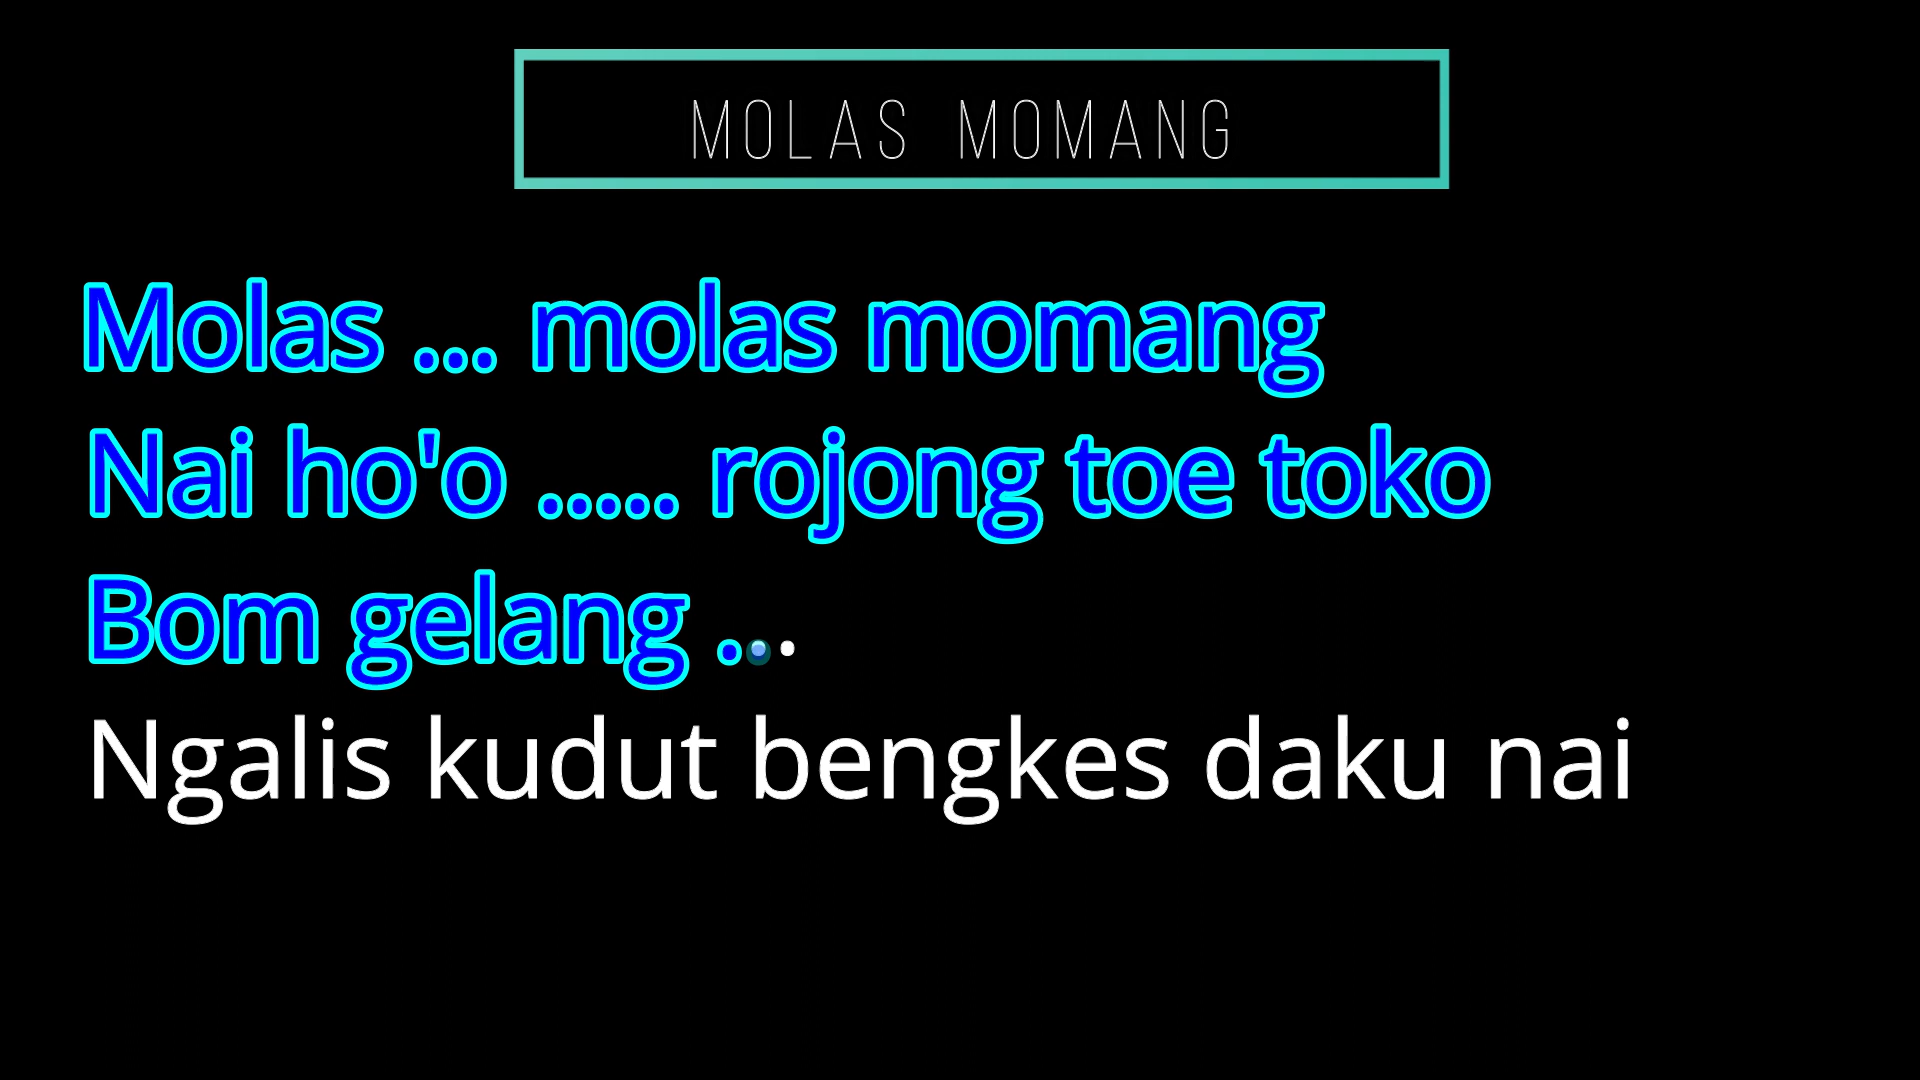 MOLAS MOMANG
Molas ... molas momang
Nai ho'o ..... rojong toe toko
Bom gelang ...
Ngalis kudut bengkes daku nai